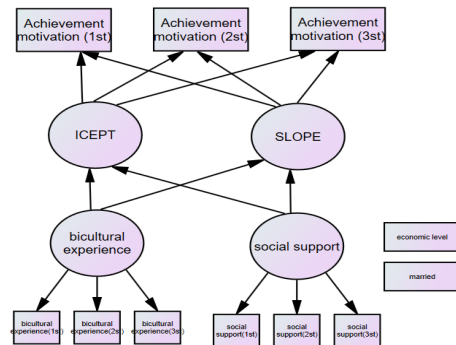 Achievement
motivation (1st)
Achievement
motivation (2st)
Achievement
motivation (3st)
ICEPT
SLOPE
bicultural
experience
social support
economic level
married
bicultural
experience(1st)
bicultural
experience(2st)
bicultural
experience(3st)
social
support(1st)
social
support(2st)
social
support(3st)